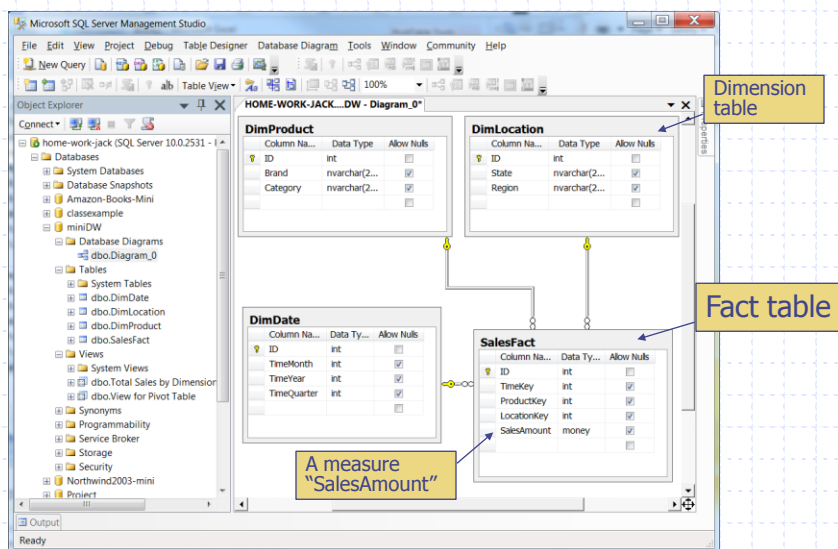 Microsoft SQL Server Management Studio
File Edit View Project Debug Table Designer Database Diagram Tools Window Community Help
New Query
Table View 100%
Object Explorer
HOME-WORK-JACK....DW - Diagram_0*
Connect
home-work-jack (SQL Server 10.0.2531 -
Databases
System Databases
Database Snapshots
Amazon-Books-Mini
classexample
miniDW
Database Diagrams
dbo.Diagram_0
Tables
System Tables
dbo.DimDate
dbo.DimLocation
dbo.DimProduct
dbo.SalesFact
Views
System Views
dbo.Total Sales by Dimension
dbo.View for Pivot Table
Synonyms
Programmability
Service Broker
Storage
Security
Northwind2003-mini
Project
DimProduct
Column Na... Data Type Allow Nulls
ID int
Brand nvarchar(2...
Category nvarchar(2...
DimLocation
Column Na... Data Type Allow Nulls
ID int
State nvarchar(2...
Region nvarchar(2...
Dimension
table
Properties
Fact table
DimDate
Column Na... Data Ty... Allow Nulls
ID int
TimeMonth int
TimeYear int
TimeQuarter int
SalesFact
Column Na... Data Ty... Allow Nulls
ID int
TimeKey int
ProductKey int
LocationKey int
SalesAmount money
A measure
“SalesAmount”
Output
Ready